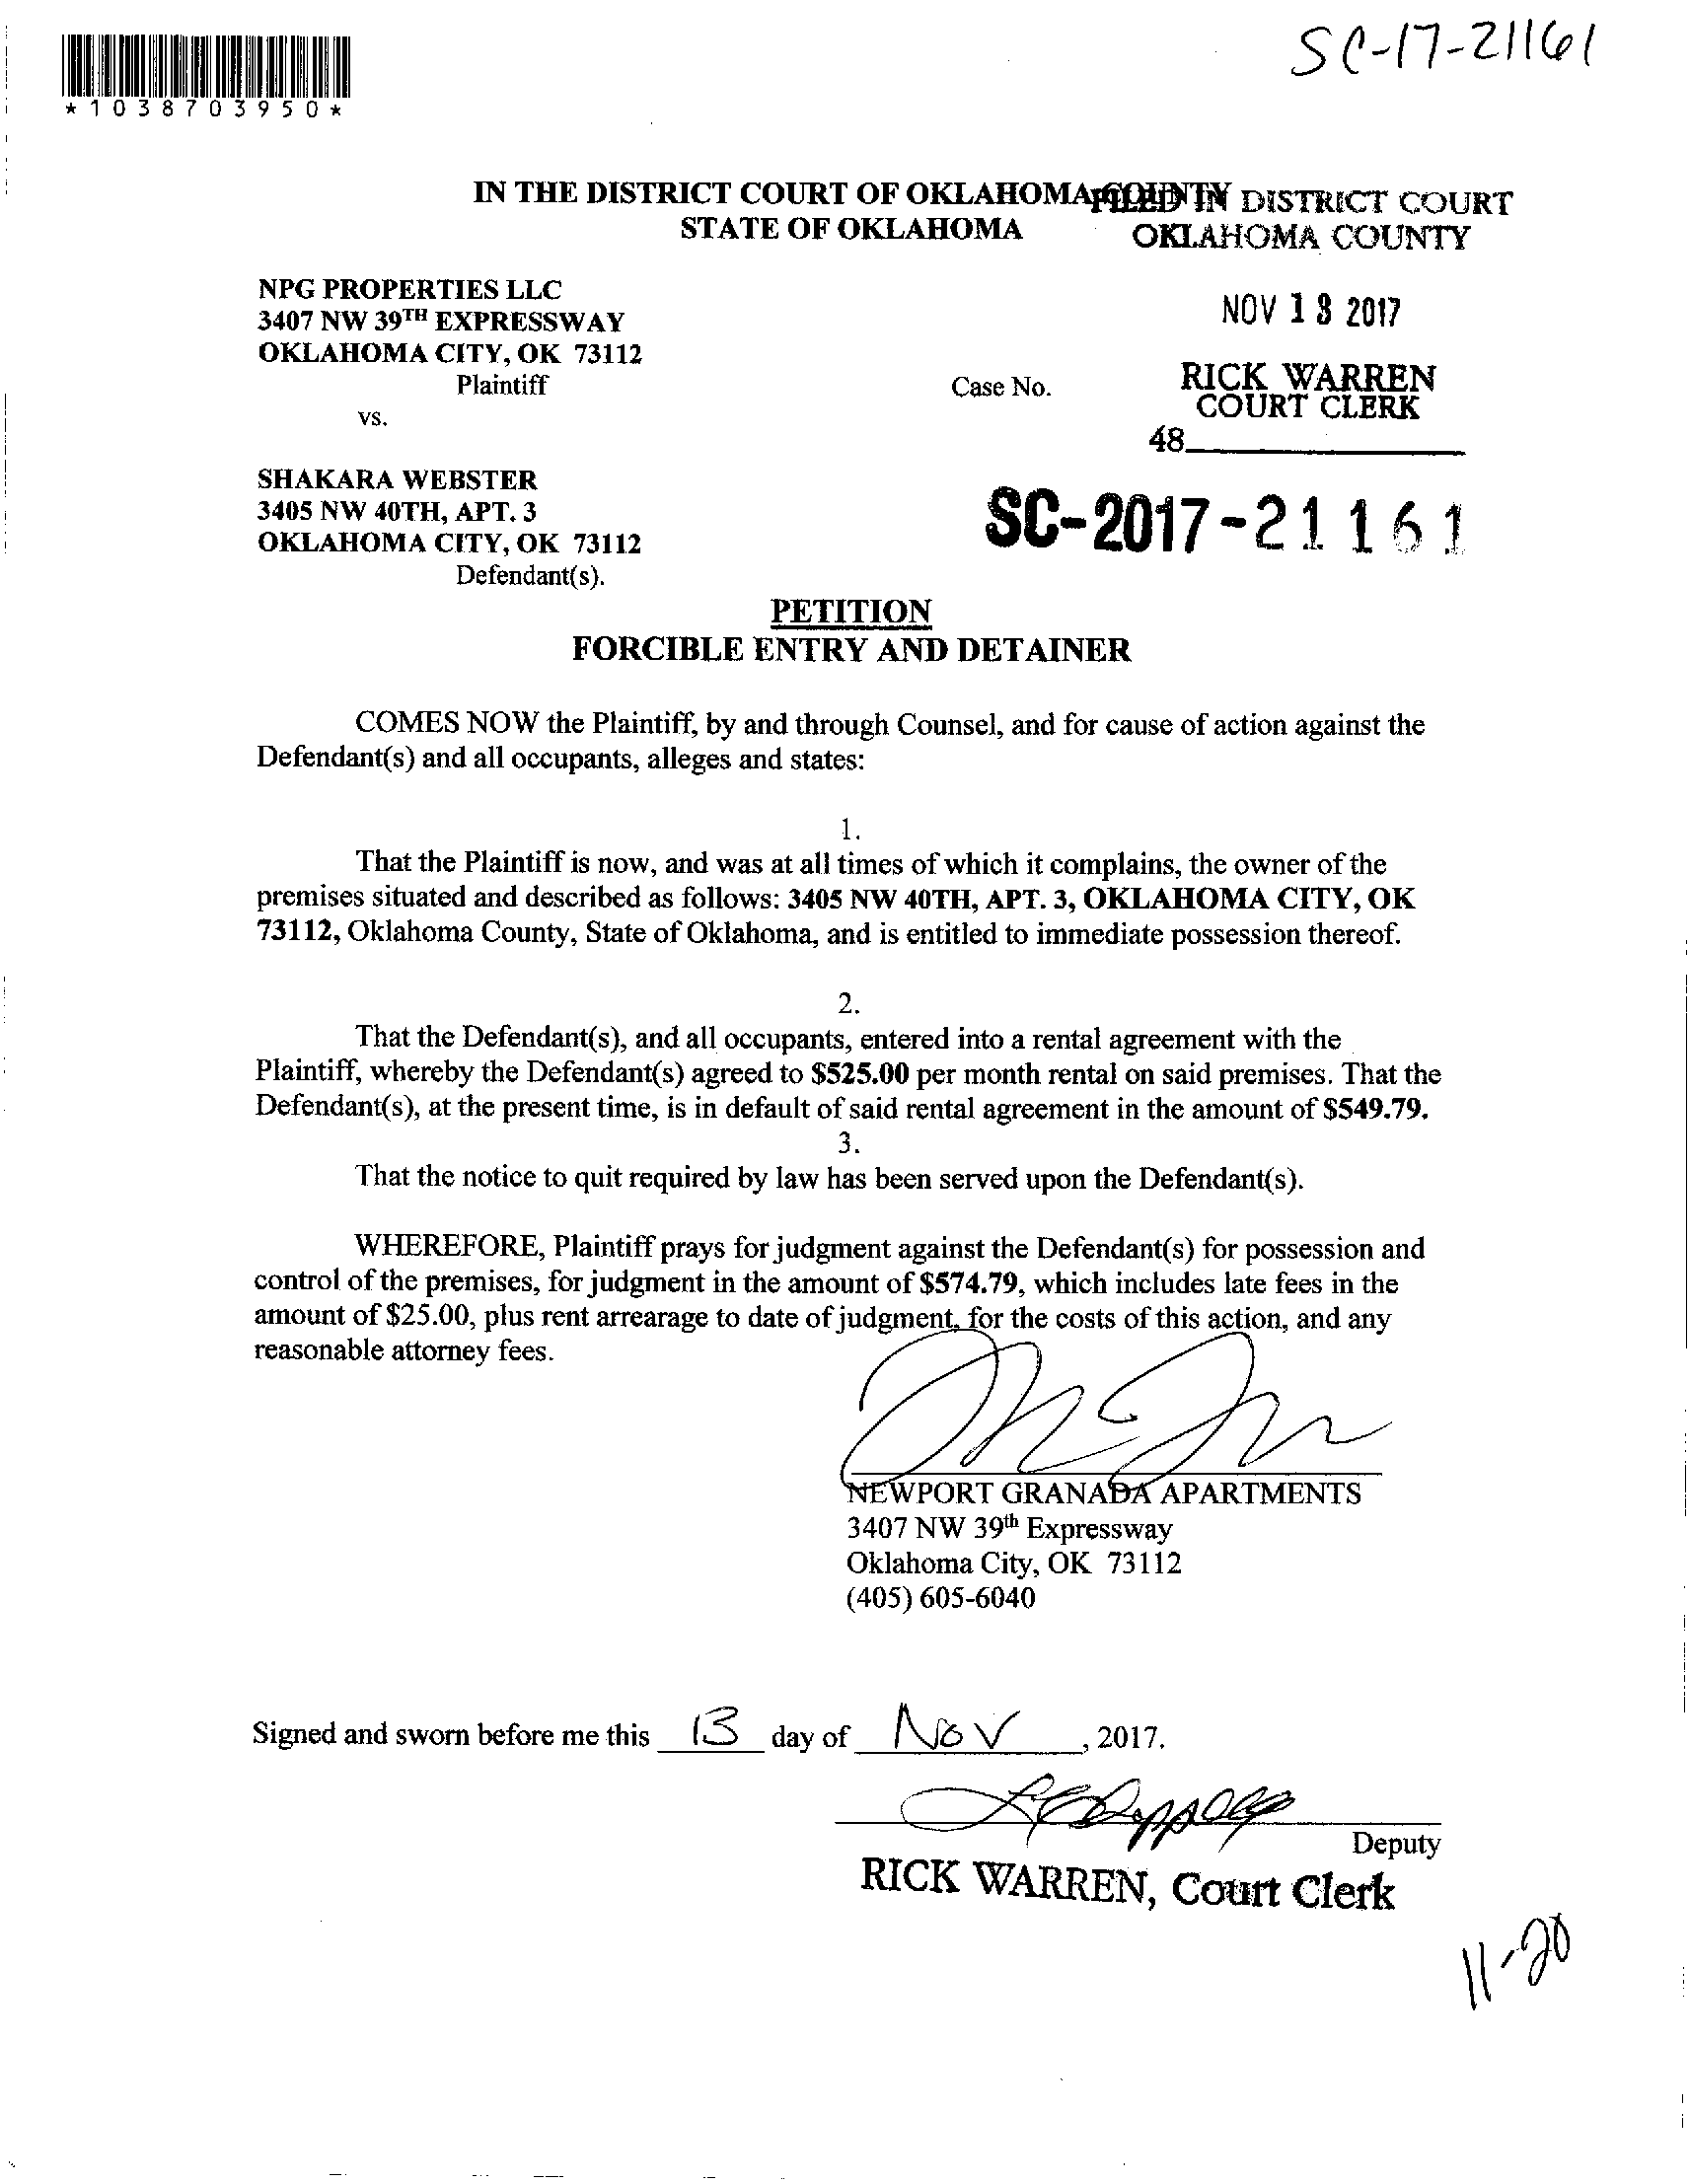 SC-17-21161
*1038703950*
IN THE DISTRICT COURT OF OKLAHOMA COUNTY
STATE OF OKLAHOMA
FILED IN DISTRICT COURT
OKLAHOMA COUNTY
NPG PROPERTIES LLC
3407 NW 39TH EXPRESSWAY
OKLAHOMA CITY, OK 73112
Plaintiff
NOV 13 2017
RICK WARREN
COURT CLERK
Case No.
vs.
48
SHAKARA WEBSTER
3405 NW 40TH, APT. 3
OKLAHOMA CITY, OK 73112
Defendant(s).
SC-2017-21161
PETITION
FORCIBLE ENTRY AND DETAINER
COMES NOW the Plaintiff, by and through Counsel, and for cause of action against the
Defendant(s) and all occupants, alleges and states:
1.
That the Plaintiff is now, and was at all times of which it complains, the owner of the
premises situated and described as follows: 3405 NW 40TH, APT. 3, OKLAHOMA CITY, OK
73112, Oklahoma County, State of Oklahoma, and is entitled to immediate possession thereof.
2.
That the Defendant(s), and all occupants, entered into a rental agreement with the
Plaintiff, whereby the Defendant(s) agreed to $525.00 per month rental on said premises. That the
Defendant(s), at the present time, is in default of said rental agreement in the amount of $549.79.
3.
That the notice to quit required by law has been served upon the Defendant(s).
WHEREFORE, Plaintiff prays for judgment against the Defendant(s) for possession and
control of the premises, for judgment in the amount of $574.79, which includes late fees in the
amount of $25.00, plus rent arrearage to date of judgment, for the costs of this action, and any
reasonable attorney fees.
NEWPORT GRANADA APARTMENTS
3407 NW 39th Expressway
Oklahoma City, OK 73112
(405) 605-6040
Signed and sworn before me this 13 day of Nov, 2017.
Deputy
RICK WARREN, Court Clerk
11-20